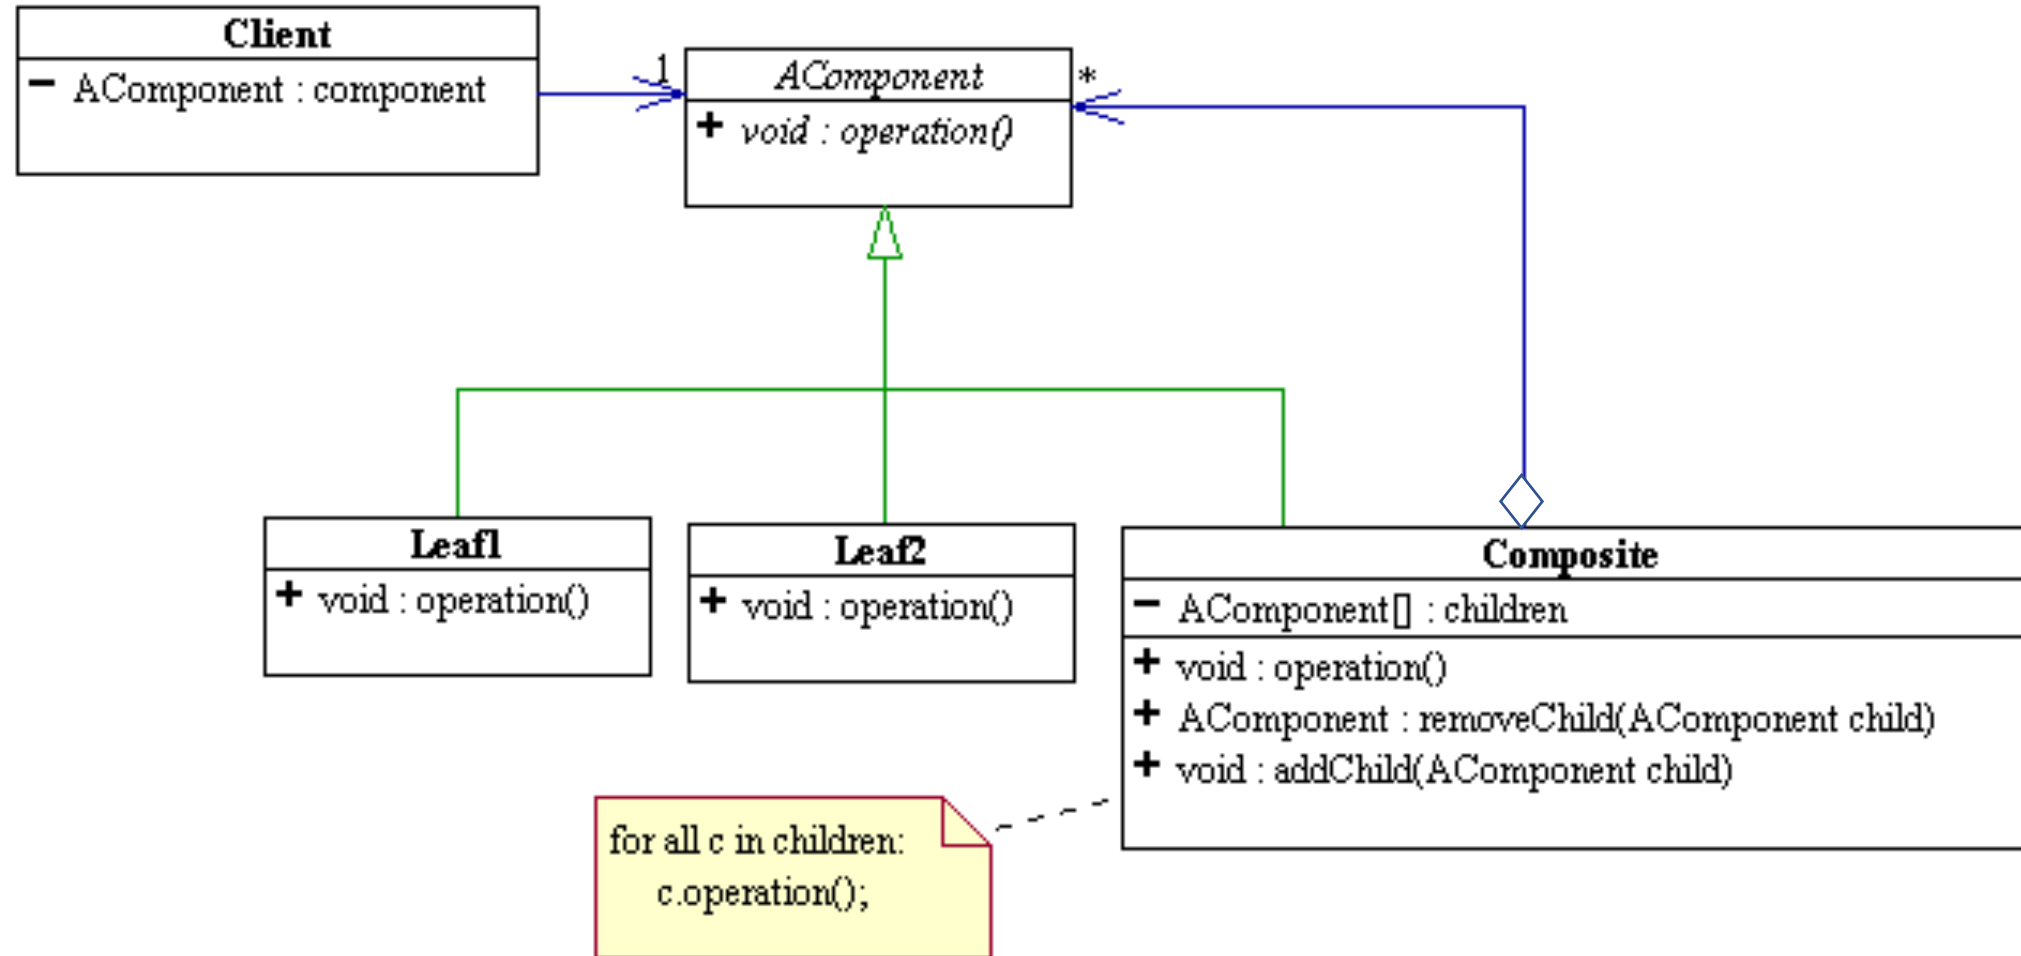 Client
− AComponent : component
1
AComponent
*
+ void : operation()
Leaf1
+ void : operation()
Leaf2
+ void : operation()
Composite
− AComponent[] : children
+ void : operation()
+ AComponent : removeChild(AComponent child)
+ void : addChild(AComponent child)
for all c in children:
c.operation();